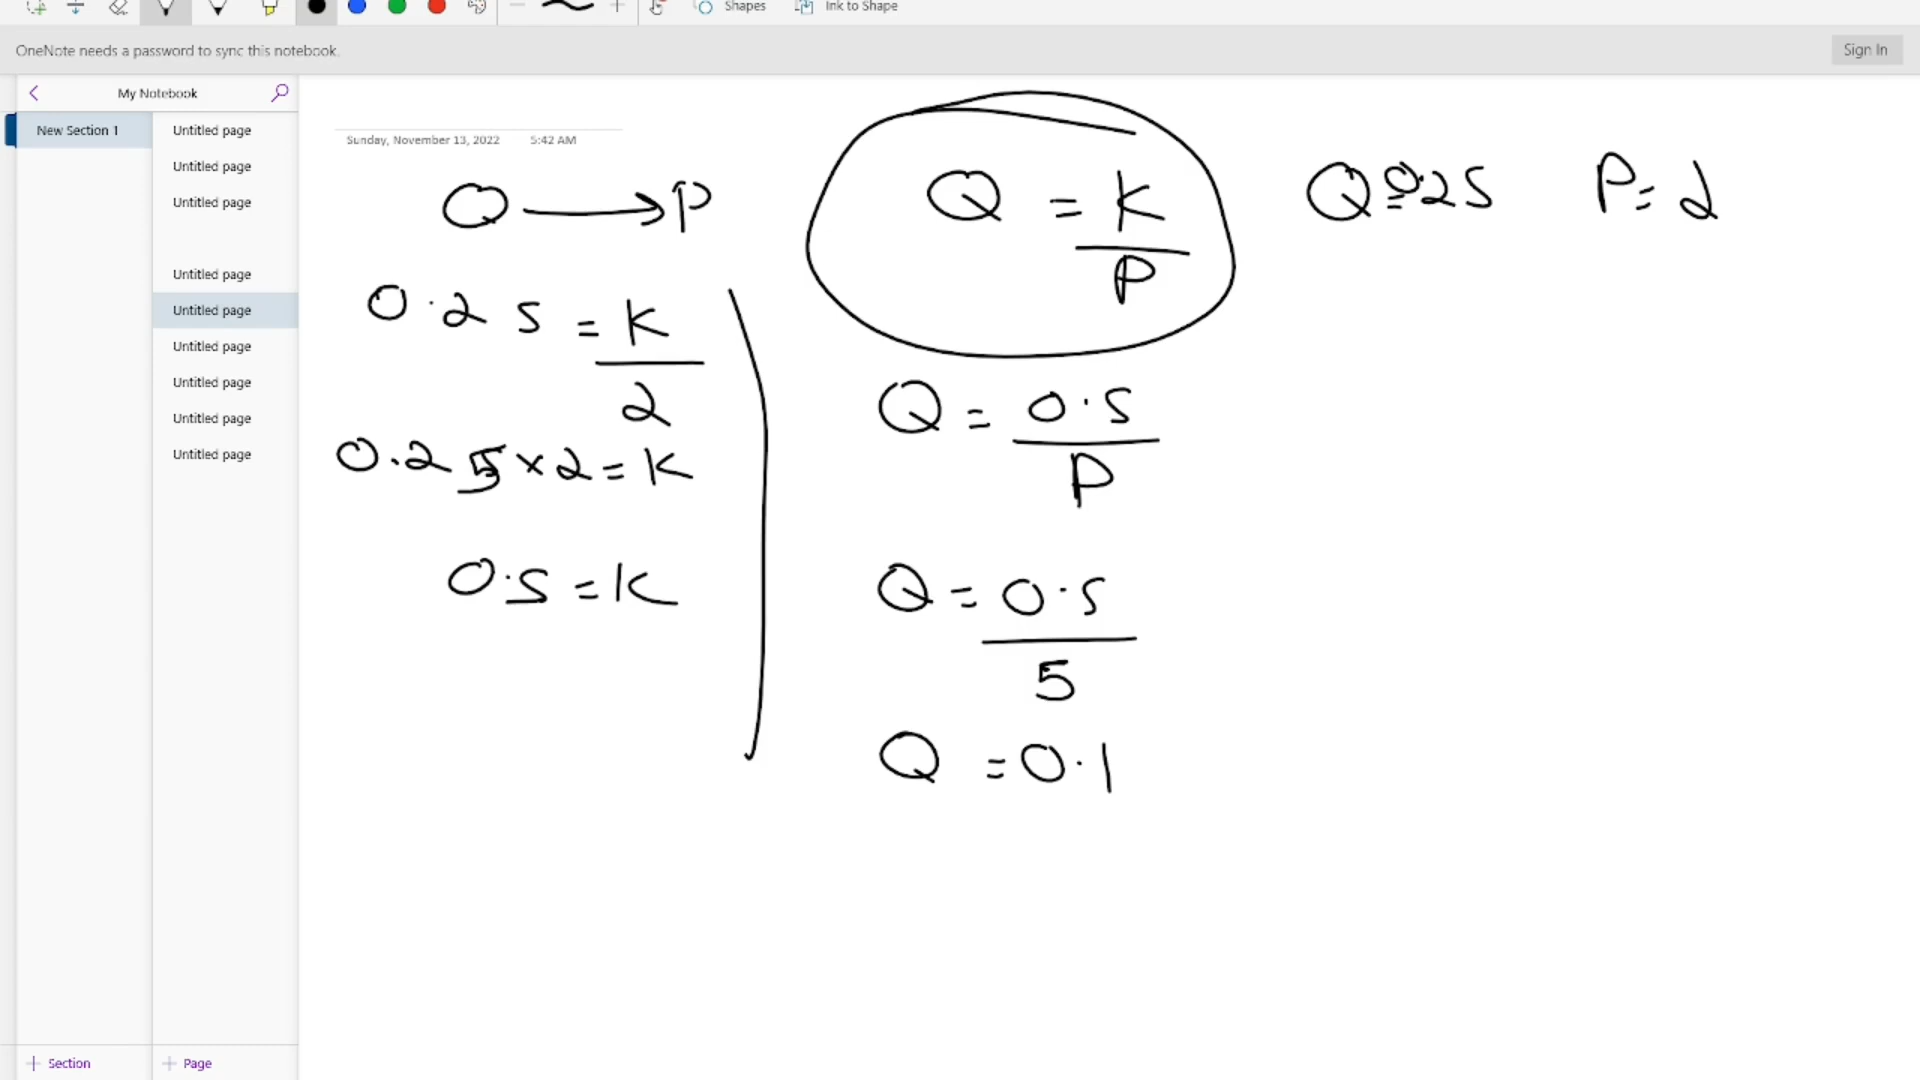 Shapes
Ink to Shape
OneNote needs a password to sync this notebook.
Sign In
My Notebook
New Section 1
Untitled page
Untitled page
Untitled page
Untitled page
Untitled page
Untitled page
Untitled page
Untitled page
Untitled page
+ Section
+ Page
Sunday, November 13, 2022 5:42 AM
Q → P
0.25 = K
2
0.25 × 2 = K
0.5 = K
Q = K
P
Q = 0.25 P = 2
Q = 0.5
P
Q = 0.5
5
Q = 0.1